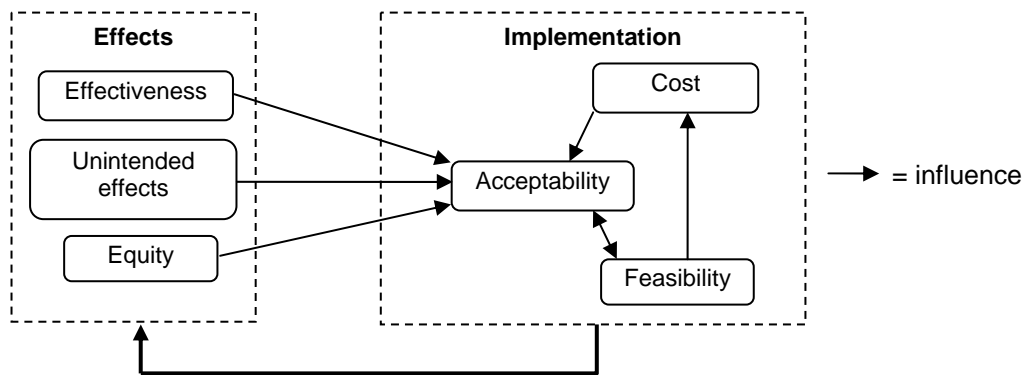 Effects
Effectiveness
Unintended
effects
Equity
Implementation
Cost
Acceptability
Feasibility
= influence